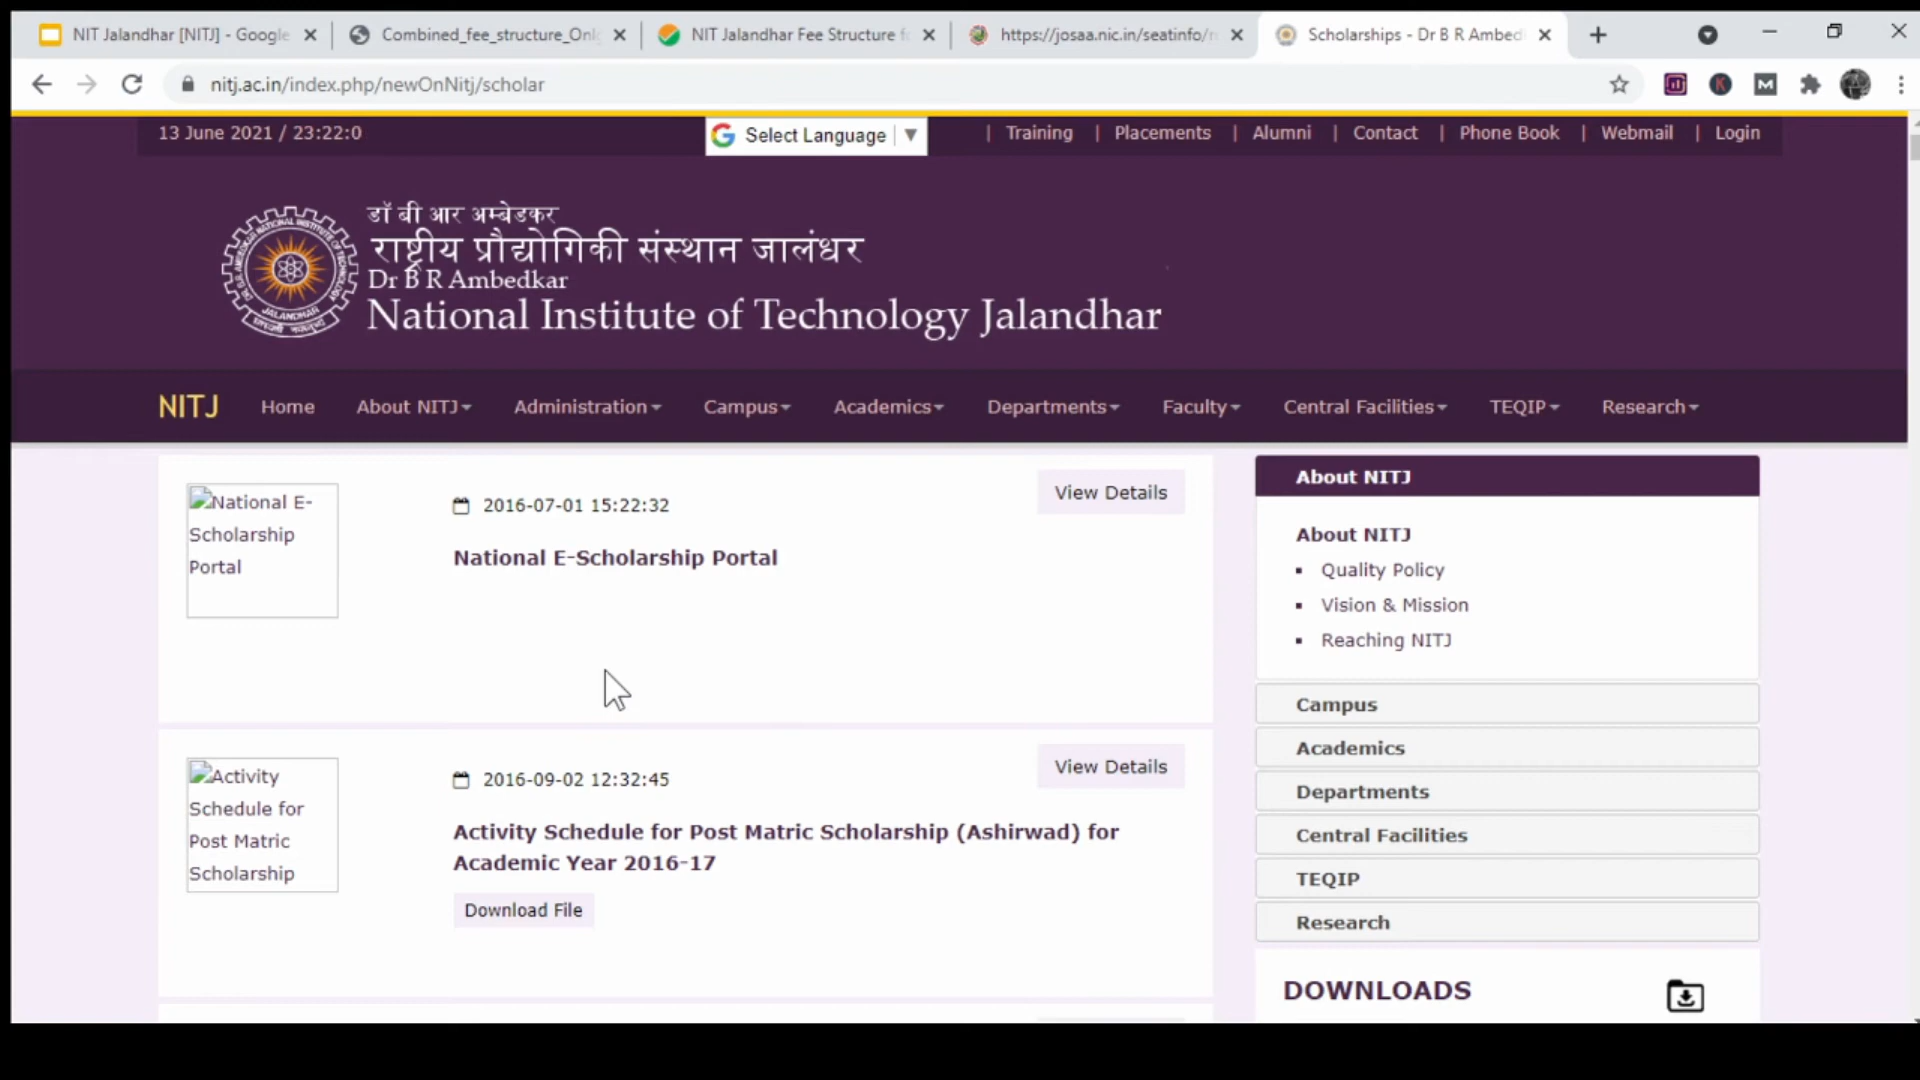 NIT Jalandhar [NITJ] - Google
Combined_fee_structure_Onl
NIT Jalandhar Fee Structure fo
https://josaa.nic.in/seatinfo/r
Scholarships - Dr B R Ambed
nitj.ac.in/index.php/newOnNitj/scholar
13 June 2021 / 23:22:0
G Select Language ▼
| Training | Placements | Alumni | Contact | Phone Book | Webmail | Login
डॉ बी आर अम्बेडकर
राष्ट्रीय प्रौद्योगिकी संस्थान जालंधर
Dr B R Ambedkar
National Institute of Technology Jalandhar
JALANDHAR
NITJ Home About NITJ Administration Campus Academics Departments Faculty Central Facilities TEQIP Research
National E-
Scholarship
Portal
2016-07-01 15:22:32
View Details
National E-Scholarship Portal
Activity
Schedule for
Post Matric
Scholarship
2016-09-02 12:32:45
View Details
Activity Schedule for Post Matric Scholarship (Ashirwad) for
Academic Year 2016-17
Download File
About NITJ
About NITJ
▪ Quality Policy
▪ Vision & Mission
▪ Reaching NITJ
Campus
Academics
Departments
Central Facilities
TEQIP
Research
DOWNLOADS